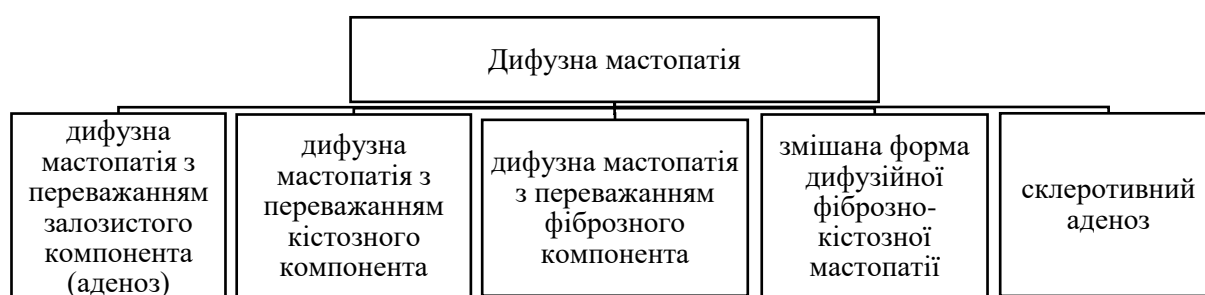 Дифузна мастопатія
дифузна
мастопатія з
переважанням
залозистого
компонента
(аденоз)
дифузна
мастопатія з
переважанням
кістозного
компонента
дифузна мастопатія
з переважанням
фіброзного
компонента
змішана форма
дифузійної
фіброзно-
кістозної
мастопатії
склеротивний
аденоз